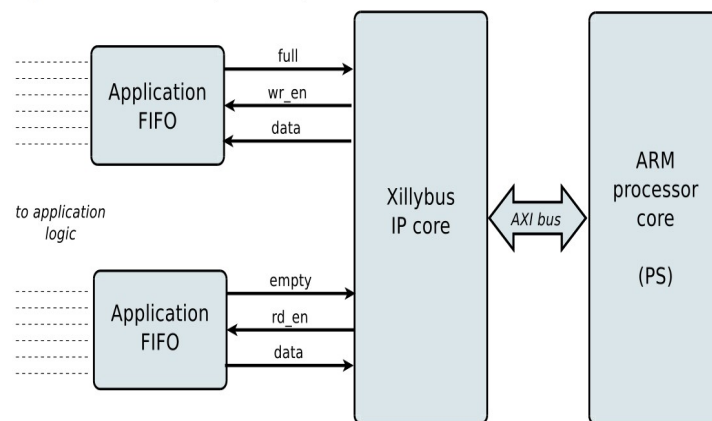 Application
FIFO
full
wr_en
data
to application
logic
Application
FIFO
empty
rd_en
data
Xillybus
IP core
AXI bus
ARM
processor
core
(PS)